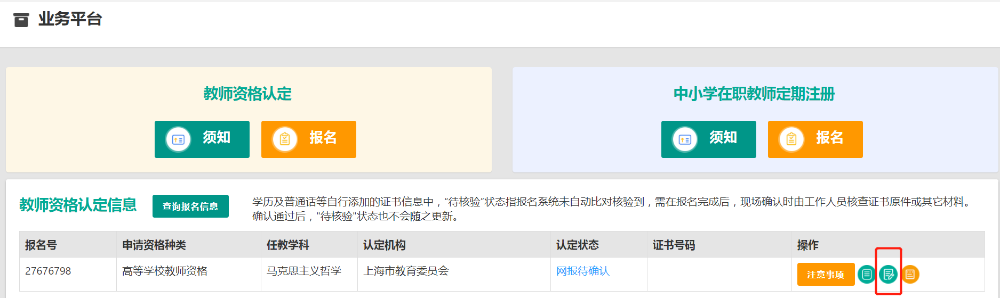 业务平台
教师资格认定
须知
报名
中小学在职教师定期注册
须知
报名
教师资格认定信息
查询报名信息
学历及普通话等自行添加的证书信息中，“待核验”状态指报名系统未自动比对核验到，需在报名完成后，现场确认时由工作人员核查证书原件或其它材料。
确认通过后，"待核验"状态也不会随之更新。
报名号 申请资格种类 任教学科 认定机构 认定状态 证书号码 操作
27676798 高等学校教师资格 马克思主义哲学 上海市教育委员会 网报待确认 注意事项